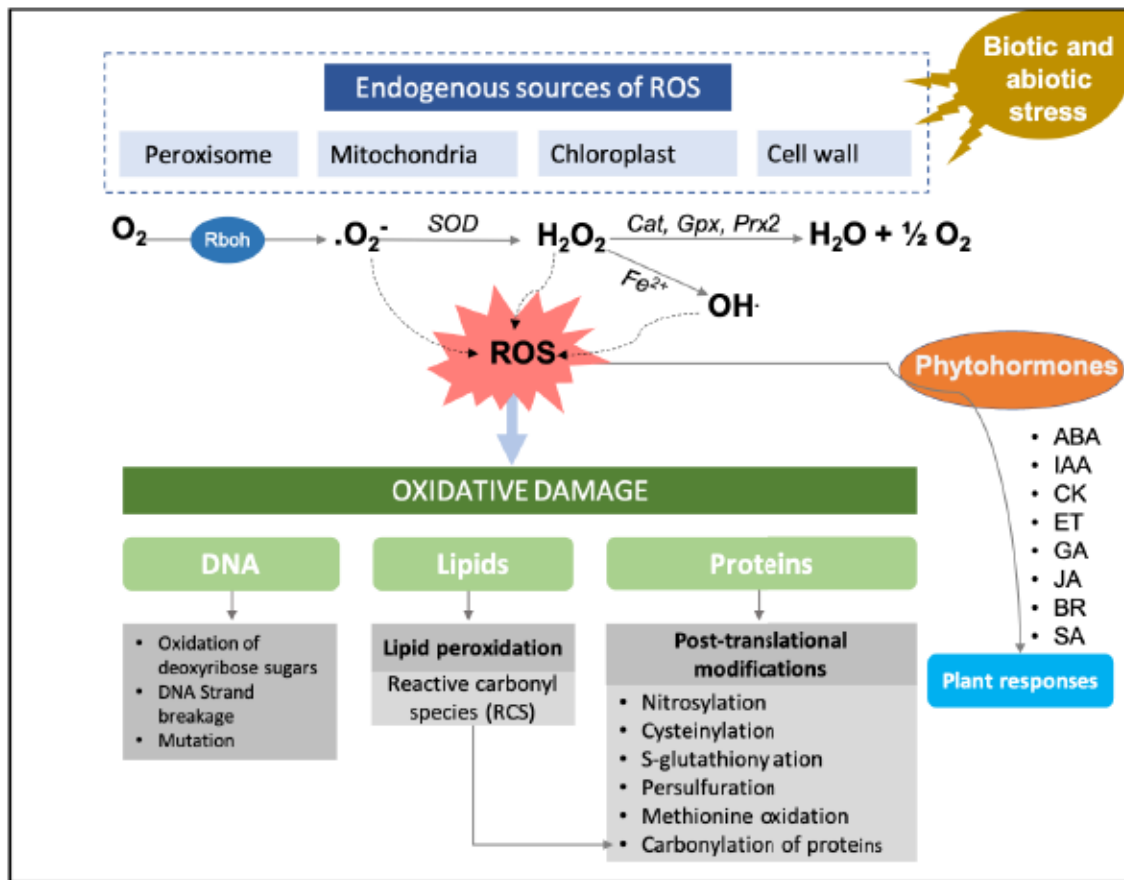 Biotic and
abiotic
stress
Endogenous sources of ROS
Peroxisome
Mitochondria
Chloroplast
Cell wall
O₂
Rboh
.O₂⁻
SOD
H₂O₂
Cat, Gpx, Prx2
H₂O + ½ O₂
Fe²⁺
OH·
ROS
Phytohormones
• ABA
• IAA
• CK
• ET
• GA
• JA
• BR
• SA
Plant responses
OXIDATIVE DAMAGE
DNA
• Oxidation of
deoxyribose sugars
• DNA Strand
breakage
• Mutation
Lipids
Lipid peroxidation
Reactive carbonyl
species (RCS)
Proteins
Post-translational
modifications
• Nitrosylation
• Cysteinylation
• S-glutathionyation
• Persulfuration
• Methionine oxidation
• Carbonylation of proteins